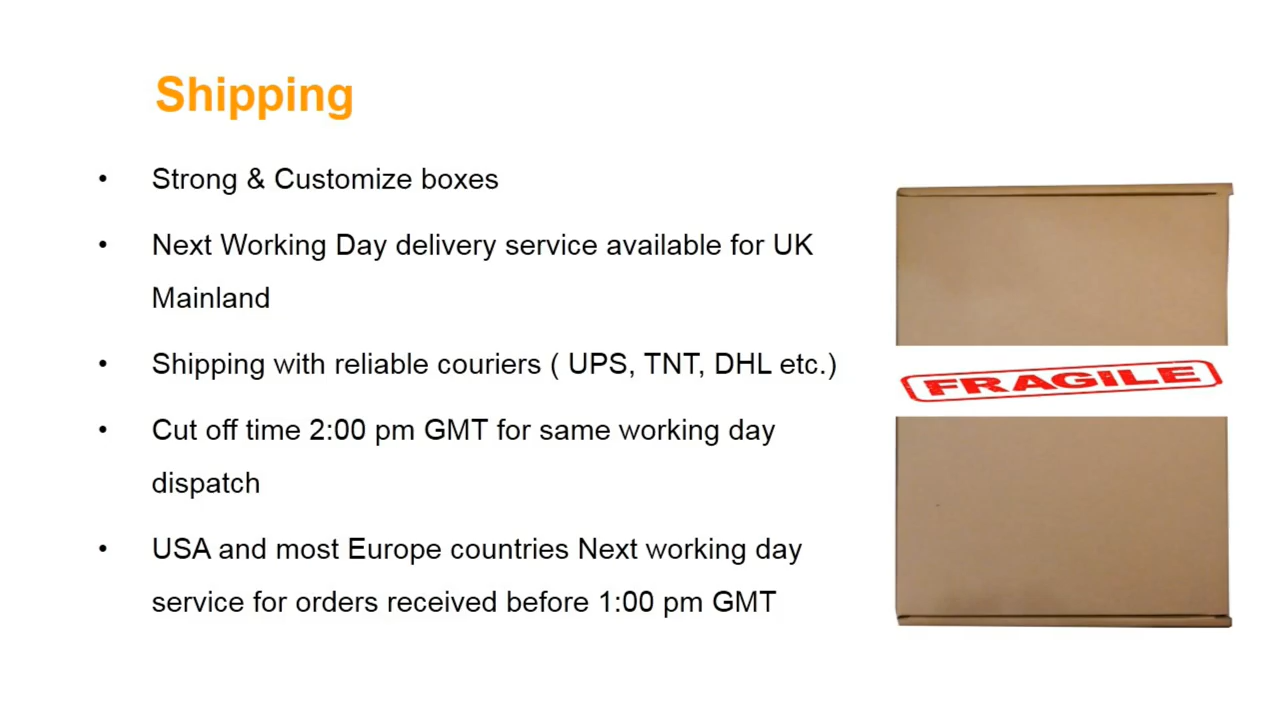 Shipping
• Strong & Customize boxes
• Next Working Day delivery service available for UK
Mainland
• Shipping with reliable couriers ( UPS, TNT, DHL etc.)
• Cut off time 2:00 pm GMT for same working day
dispatch
• USA and most Europe countries Next working day
service for orders received before 1:00 pm GMT
FRAGILE